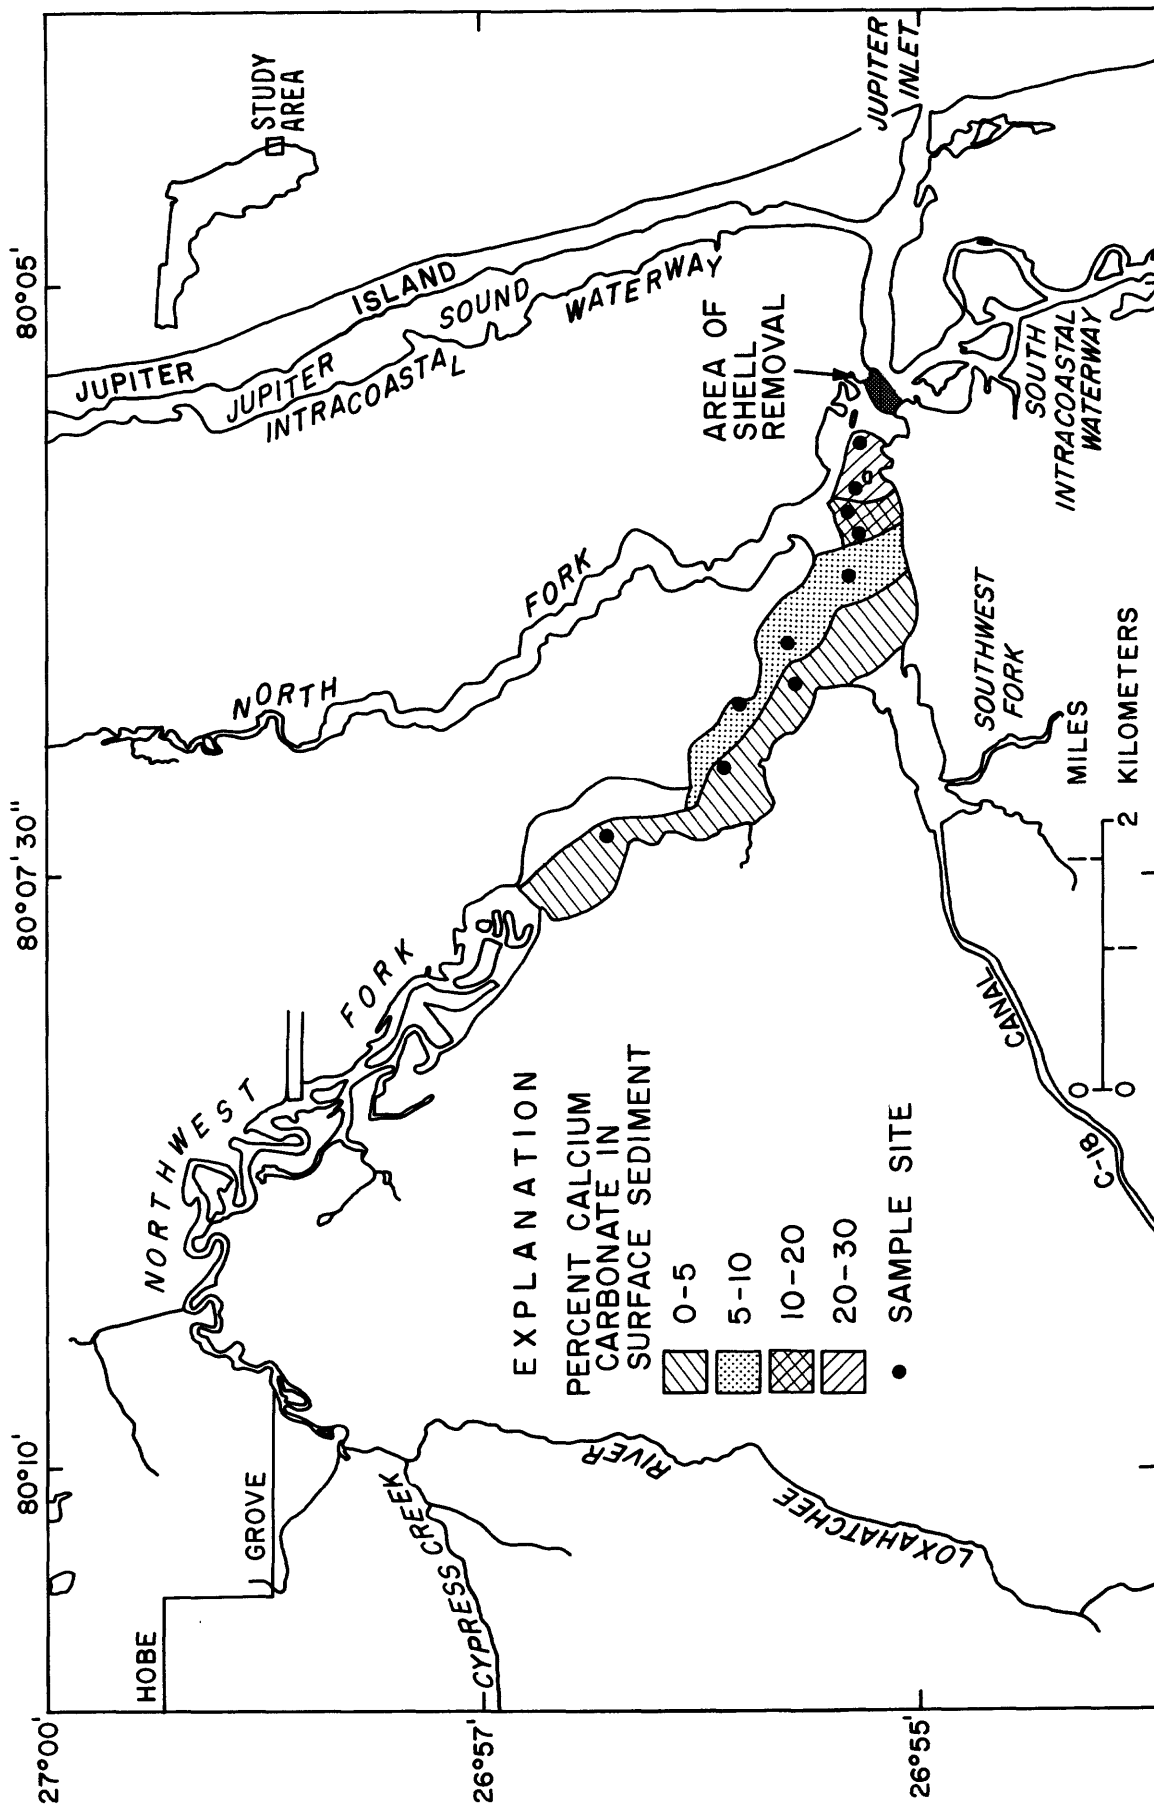 80°10'
80°07'30"
80°05'
27°00'
26°57'
26°55'
HOBE
GROVE
NORTHWEST
FORK
NORTH
FORK
JUPITER
ISLAND
JUPITER
SOUND
INTRACOASTAL
WATERWAY
STUDY
AREA
JUPITER
INLET
AREA OF
SHELL
REMOVAL
CYPRESS CREEK
LOXAHATCHEE
RIVER
SOUTH
INTRACOASTAL
WATERWAY
SOUTHWEST
FORK
C-18
CANAL
EXPLANATION
PERCENT CALCIUM
CARBONATE IN
SURFACE SEDIMENT
0-5
5-10
10-20
20-30
SAMPLE SITE
0 1 MILES
0 1 2 KILOMETERS